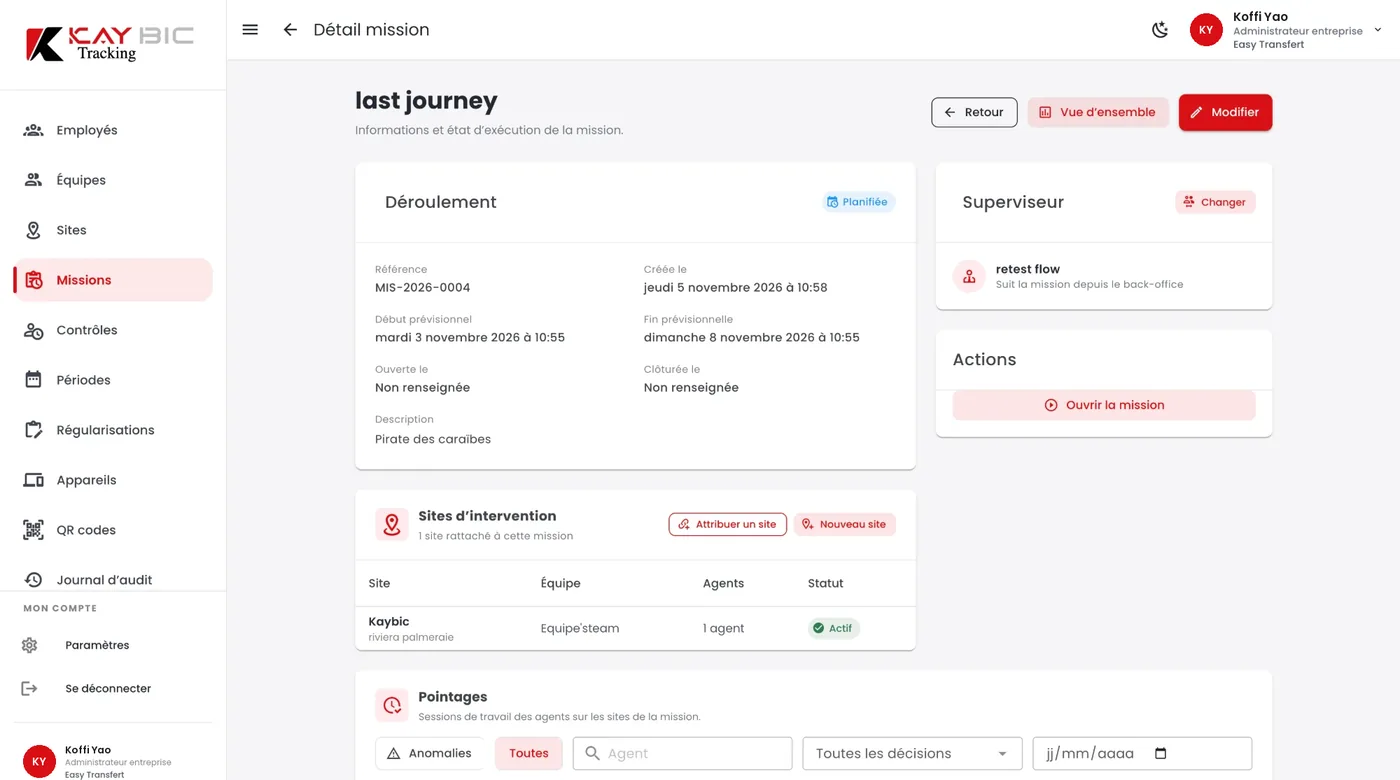 KAY BIC
Tracking
Employés
Équipes
Sites
Missions
Contrôles
Périodes
Régularisations
Appareils
QR codes
Journal d'audit
MON COMPTE
Paramètres
Se déconnecter
KY
Koffi Yao
Administrateur entreprise
Easy Transfert
Détail mission
KY
Koffi Yao
Administrateur entreprise
Easy Transfert
last journey
Informations et état d'exécution de la mission.
Retour
Vue d'ensemble
Modifier
Déroulement
Planifiée
Référence
MIS-2026-0004
Créée le
jeudi 5 novembre 2026 à 10:58
Début prévisionnel
mardi 3 novembre 2026 à 10:55
Fin prévisionnelle
dimanche 8 novembre 2026 à 10:55
Ouverte le
Non renseignée
Clôturée le
Non renseignée
Description
Pirate des caraïbes
Superviseur
Changer
retest flow
Suit la mission depuis le back-office
Actions
Ouvrir la mission
Sites d'intervention
1 site rattaché à cette mission
Attribuer un site
Nouveau site
Site Équipe Agents Statut
Kaybic
riviera palmeraie
Equipe'steam
1 agent
Actif
Pointages
Sessions de travail des agents sur les sites de la mission.
Anomalies
Toutes
Agent
Toutes les décisions
jj/mm/aaaa